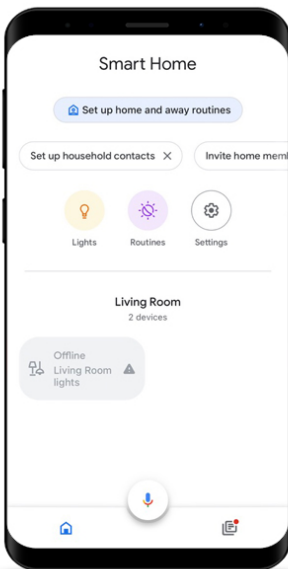 Smart Home
Set up home and away routines
Set up household contacts
Invite home
Lights
Routines
Settings
Living Room
2 devices
Offline
Living Room
lights